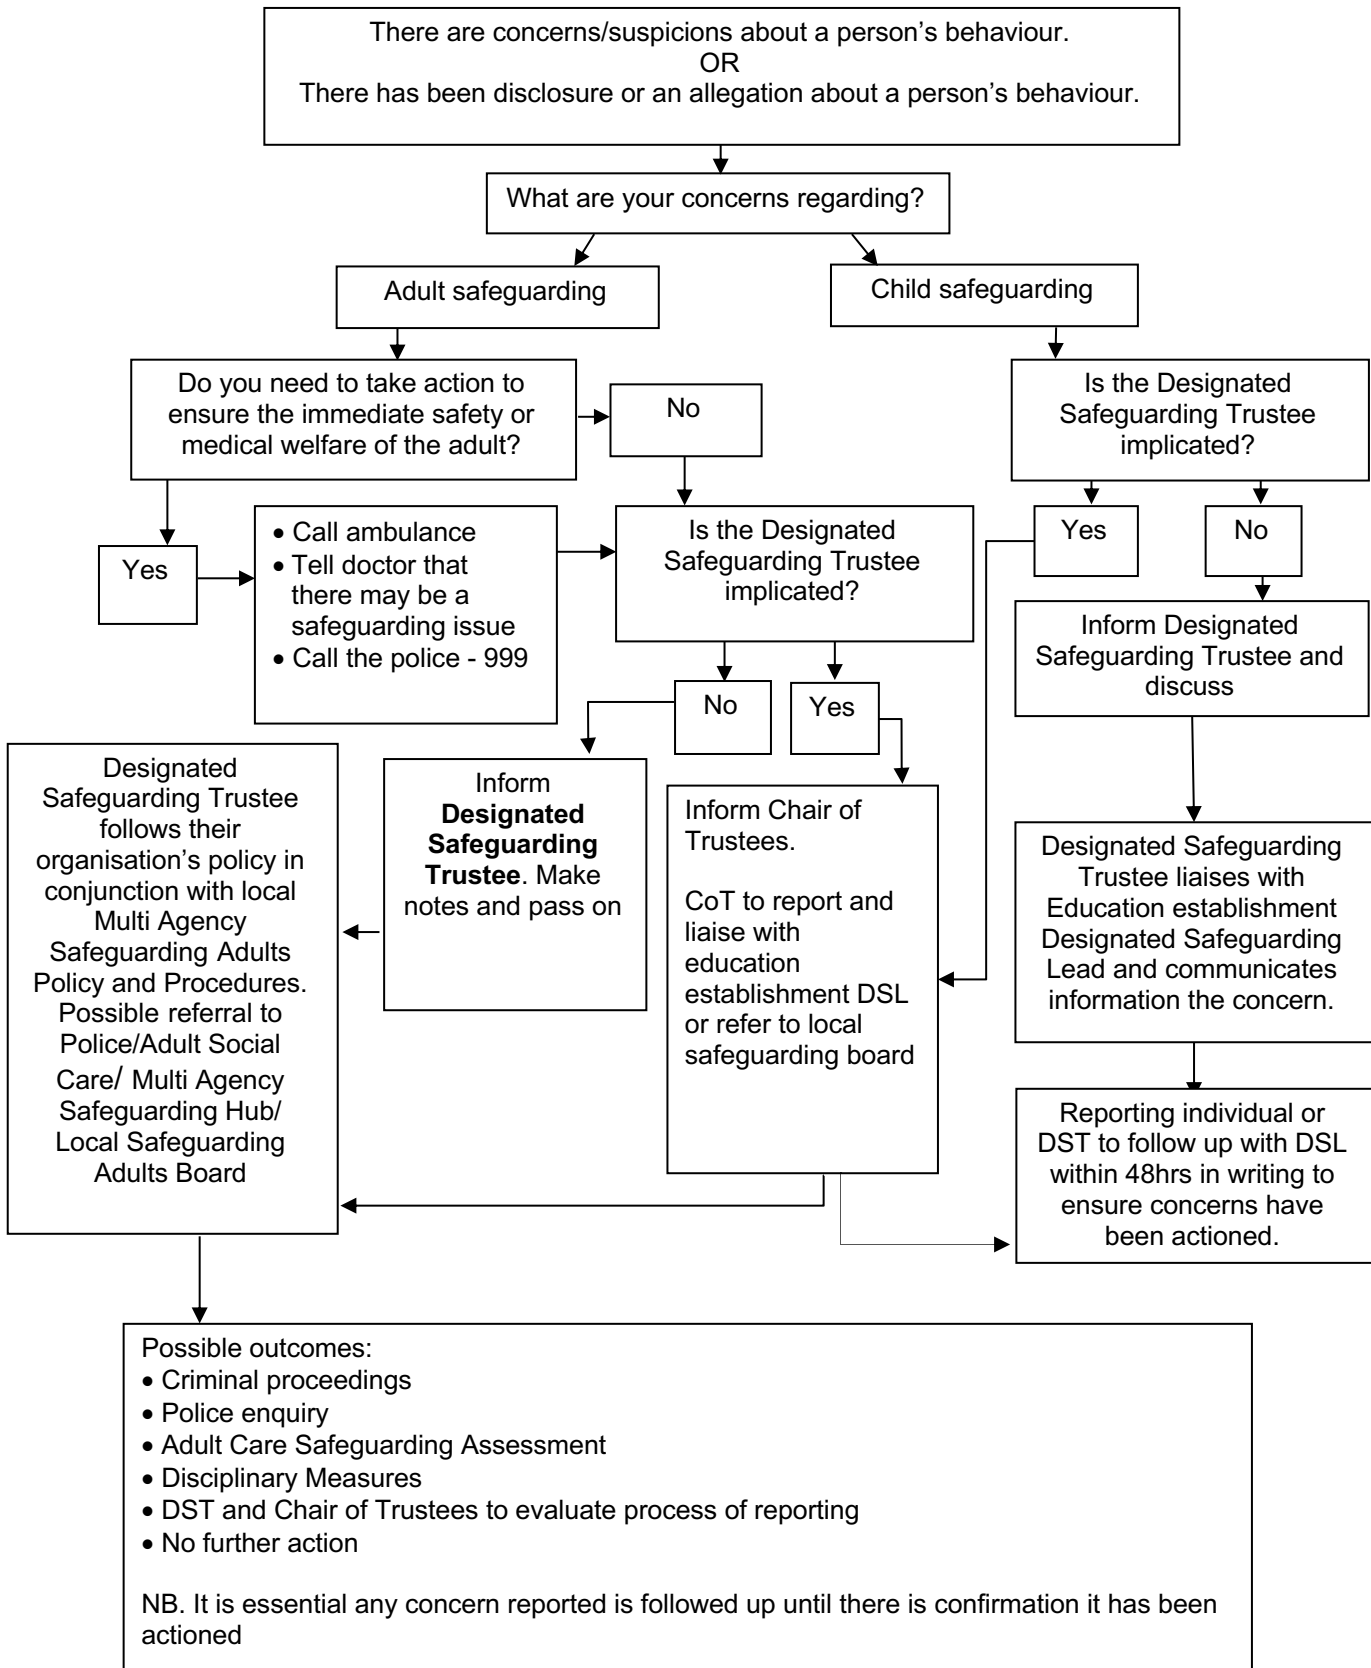 There are concerns/suspicions about a person’s behaviour.
OR
There has been disclosure or an allegation about a person’s behaviour.
What are your concerns regarding?
Adult safeguarding
Child safeguarding
Do you need to take action to
ensure the immediate safety or
medical welfare of the adult?
No
Is the Designated
Safeguarding Trustee
implicated?
Yes
• Call ambulance
• Tell doctor that
there may be a
safeguarding issue
• Call the police - 999
Is the Designated
Safeguarding Trustee
implicated?
Yes
No
Inform Designated
Safeguarding Trustee and
discuss
No
Yes
Designated
Safeguarding Trustee
follows their
organisation’s policy in
conjunction with local
Multi Agency
Safeguarding Adults
Policy and Procedures.
Possible referral to
Police/Adult Social
Care/ Multi Agency
Safeguarding Hub/
Local Safeguarding
Adults Board
Inform
Designated
Safeguarding
Trustee. Make
notes and pass on
Inform Chair of
Trustees.
CoT to report and
liaise with
education
establishment DSL
or refer to local
safeguarding board
Designated Safeguarding
Trustee liaises with
Education establishment
Designated Safeguarding
Lead and communicates
information the concern.
Reporting individual or
DST to follow up with DSL
within 48hrs in writing to
ensure concerns have
been actioned.
Possible outcomes:
• Criminal proceedings
• Police enquiry
• Adult Care Safeguarding Assessment
• Disciplinary Measures
• DST and Chair of Trustees to evaluate process of reporting
• No further action
NB. It is essential any concern reported is followed up until there is confirmation it has been
actioned